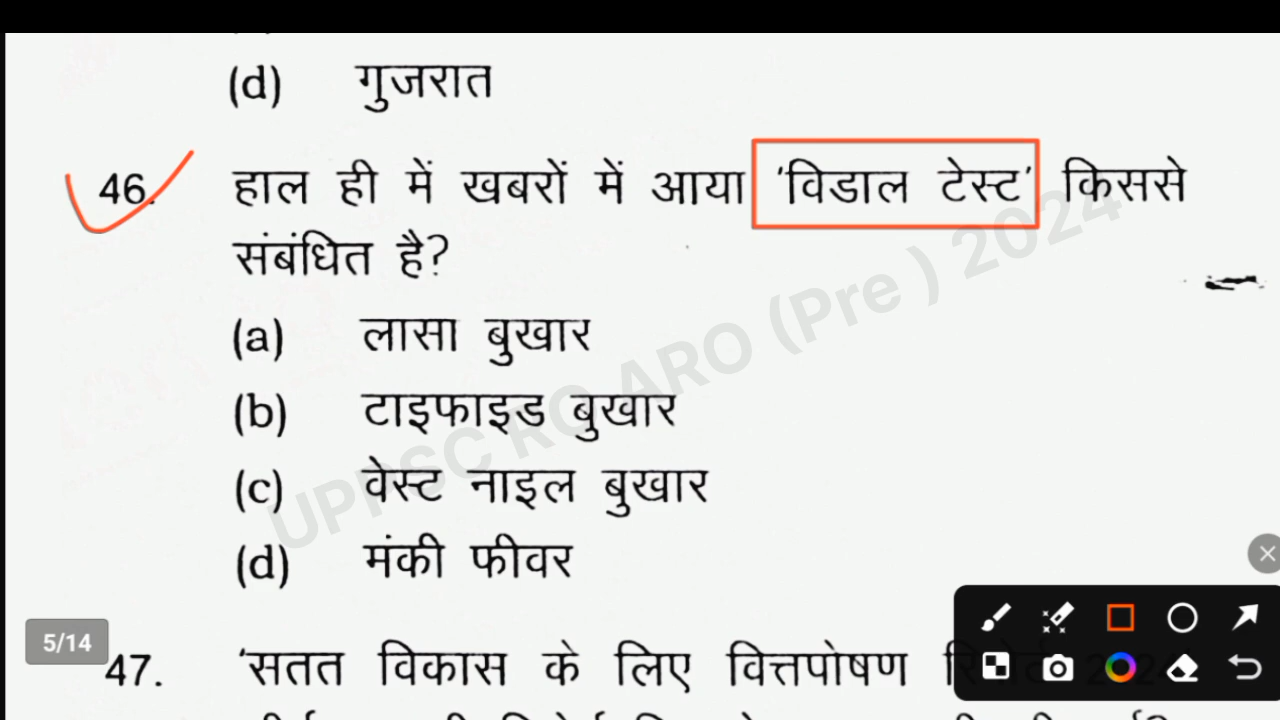 (d) गुजरात
46. हाल ही में खबरों में आया 'विडाल टेस्ट' किससे
संबंधित है?
(a) लासा बुखार
(b) टाइफाइड बुखार
(c) वेस्ट नाइल बुखार
(d) मंकी फीवर
UPPSC RO ARO (Pre ) 2024
5/14
47. 'सतत विकास के लिए वित्तपोषण